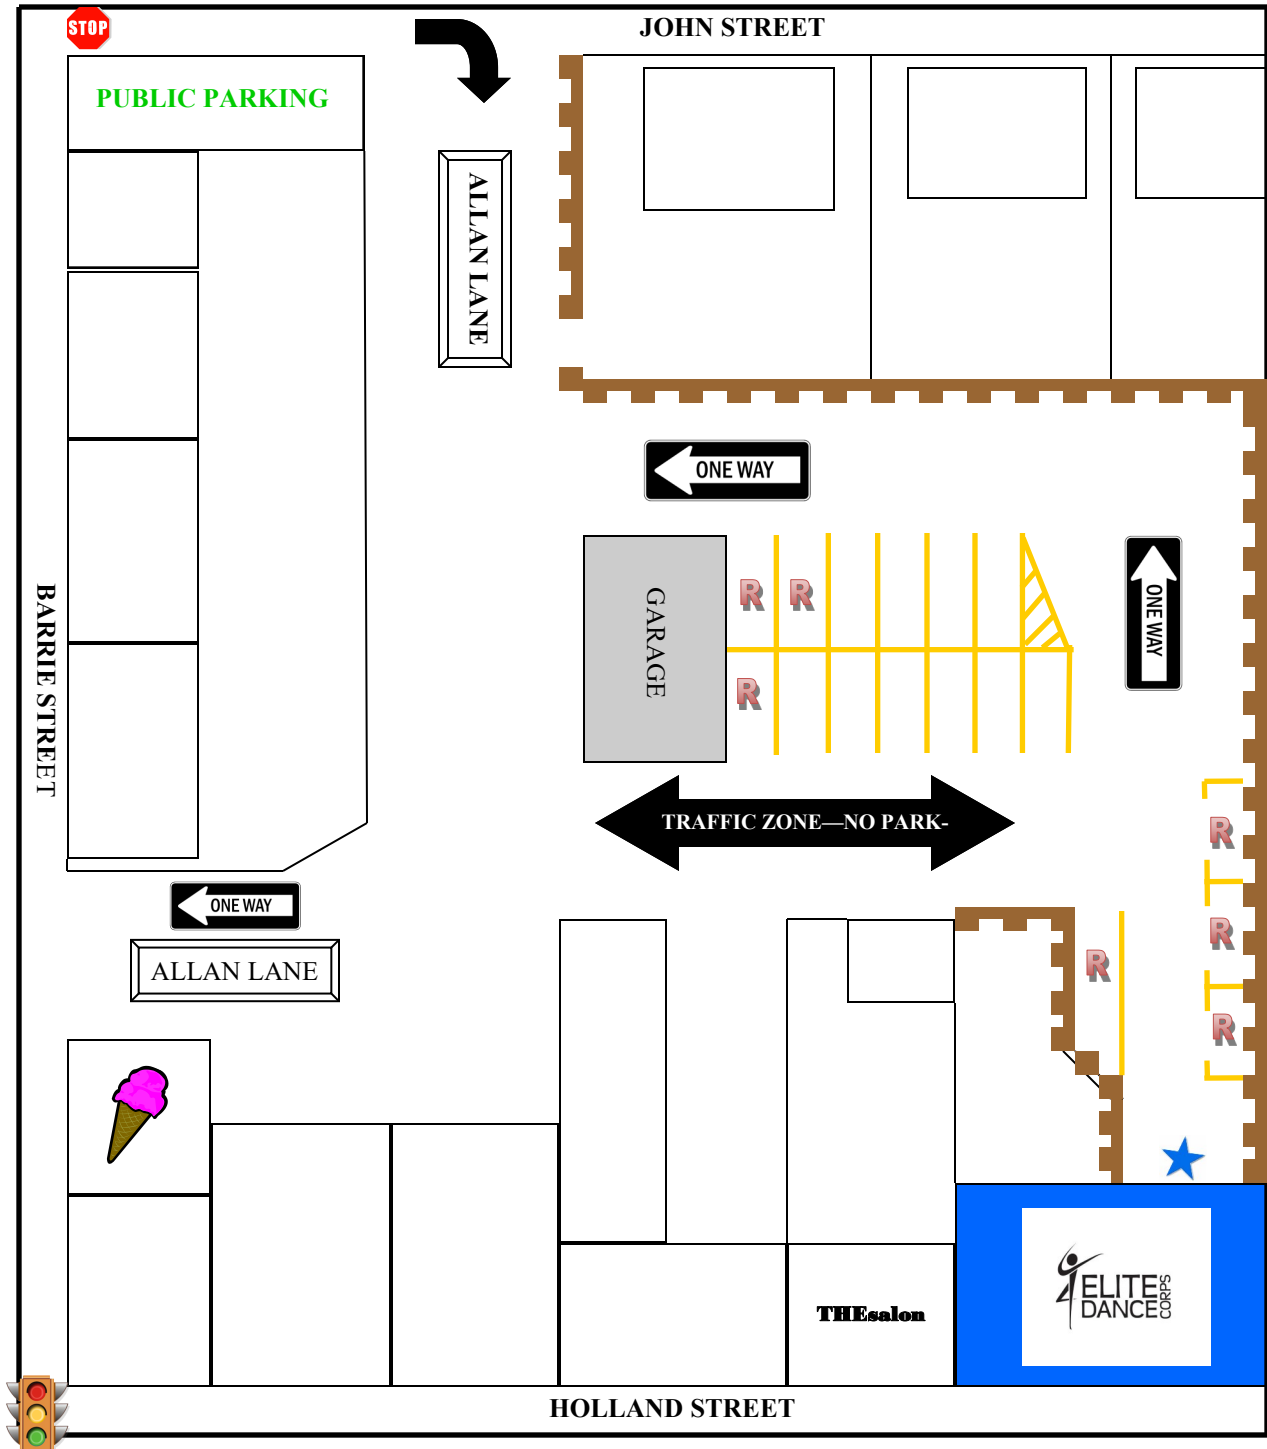 STOP
JOHN STREET
PUBLIC PARKING
ALLAN LANE
ONE WAY
ONE WAY
BARRIE STREET
GARAGE
R
R
R
TRAFFIC ZONE—NO PARK-
R
R
R
R
ONE WAY
ALLAN LANE
ELITE
DANCE
CORPS
THEsalon
HOLLAND STREET